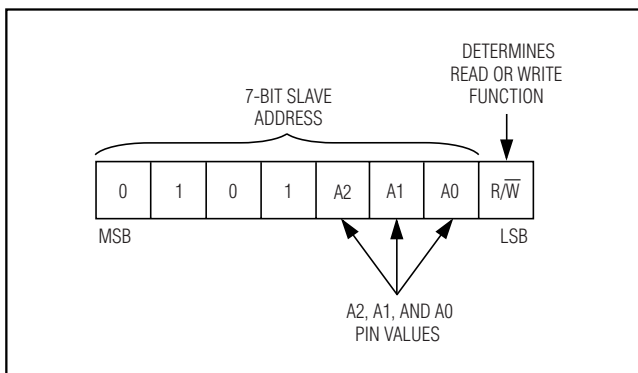 DETERMINES
READ OR WRITE
FUNCTION
7-BIT SLAVE
ADDRESS
0 1 0 1 A2 A1 A0 R/W̅
MSB LSB
A2, A1, AND A0
PIN VALUES